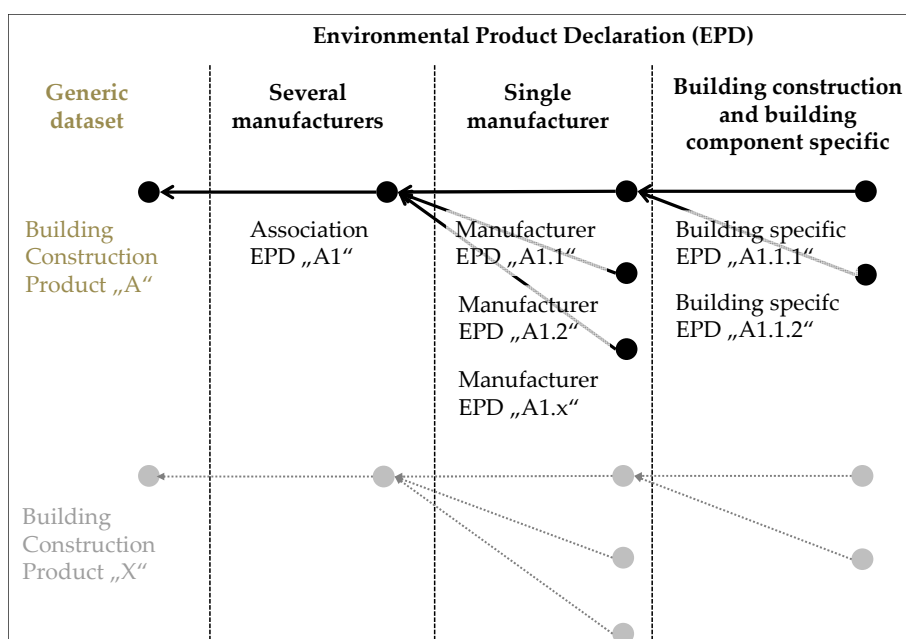 Environmental Product Declaration (EPD)
Generic
dataset
Several
manufacturers
Single
manufacturer
Building construction
and building
component specific
Building
Construction
Product „A“
Association
EPD „A1“
Manufacturer
EPD „A1.1“
Manufacturer
EPD „A1.2“
Manufacturer
EPD „A1.x“
Building specific
EPD „A1.1.1“
Building specifc
EPD „A1.1.2“
Building
Construction
Product „X“